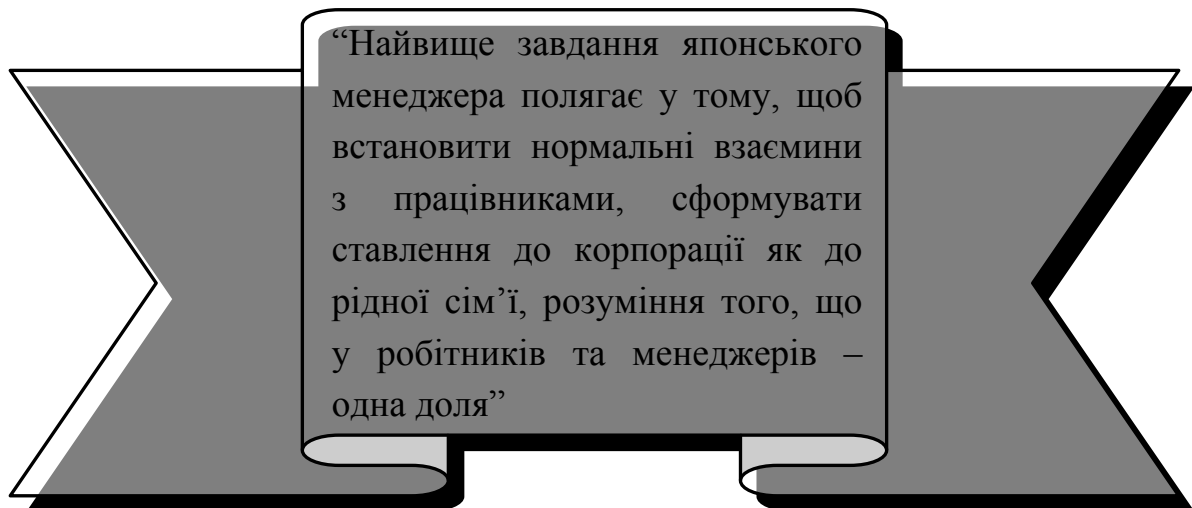 “Найвище завдання японського
менеджера полягає у тому, щоб
встановити нормальні взаємини
з працівниками, сформувати
ставлення до корпорації як до
рідної сім’ї, розуміння того, що
у робітників та менеджерів –
одна доля”